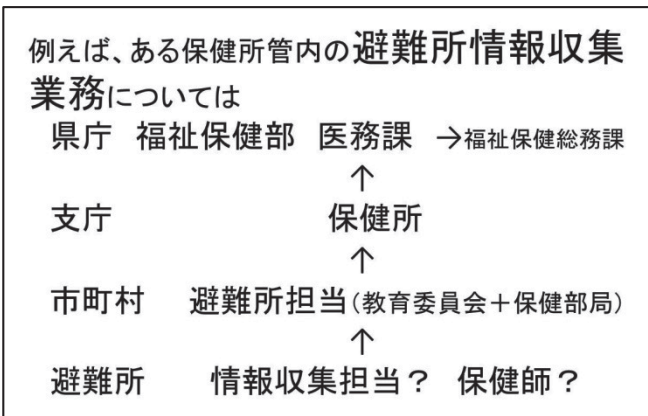 例えば、ある保健所管内の避難所情報収集
業務については
県庁 福祉保健部 医務課 →福祉保健総務課
↑
支庁 保健所
↑
市町村 避難所担当(教育委員会+保健部局)
↑
避難所 情報収集担当? 保健師?